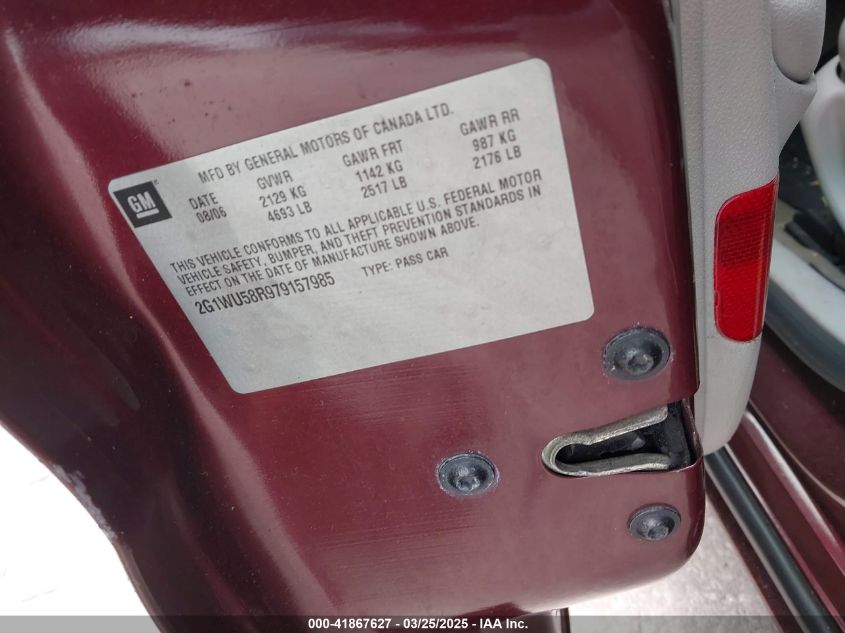 GM
MFD BY GENERAL MOTORS OF CANADA LTD.
DATE GVWR GAWR FRT GAWR RR
08/06 2129 KG 1142 KG 987 KG
4693 LB 2517 LB 2176 LB
THIS VEHICLE CONFORMS TO ALL APPLICABLE U.S. FEDERAL MOTOR
VEHICLE SAFETY, BUMPER, AND THEFT PREVENTION STANDARDS IN
EFFECT ON THE DATE OF MANUFACTURE SHOWN ABOVE.
2G1WU58R979157985 TYPE: PASS CAR
000-41867627 - 03/25/2025 - IAA Inc.